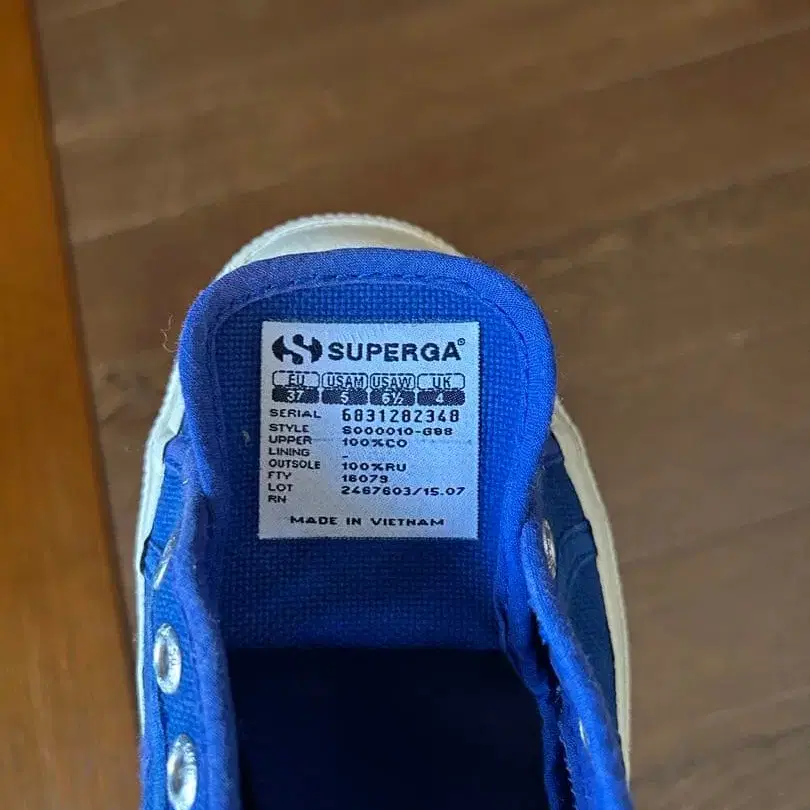 SUPERGA®
EU USAM USAW UK
37 5 6½ 4
SERIAL 6831282348
STYLE S000010-G88
UPPER 100%CO
LINING -
OUTSOLE 100%RU
FTY 16079
LOT 2467603/15.07
RN
MADE IN VIETNAM